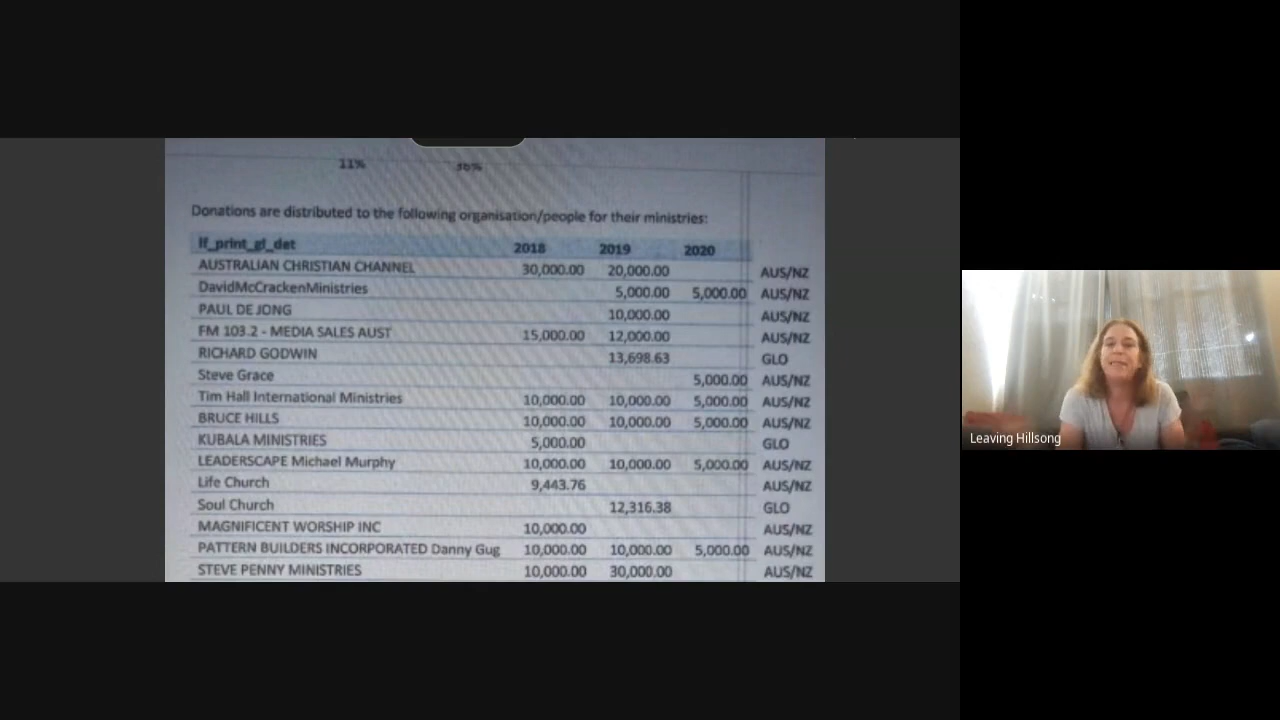 11% 16%
Donations are distributed to the following organisation/people for their ministries:
lf_print_gl_det 2018 2019 2020
AUSTRALIAN CHRISTIAN CHANNEL 30,000.00 20,000.00 AUS/NZ
DavidMcCrackenMinistries 5,000.00 5,000.00 AUS/NZ
PAUL DE JONG 10,000.00 AUS/NZ
FM 103.2 - MEDIA SALES AUST 15,000.00 12,000.00 AUS/NZ
RICHARD GODWIN 13,698.63 GLO
Steve Grace 5,000.00 AUS/NZ
Tim Hall International Ministries 10,000.00 10,000.00 5,000.00 AUS/NZ
BRUCE HILLS 10,000.00 10,000.00 5,000.00 AUS/NZ
KUBALA MINISTRIES 5,000.00 GLO
LEADERSCAPE Michael Murphy 10,000.00 10,000.00 5,000.00 AUS/NZ
Life Church 9,443.76 AUS/NZ
Soul Church 12,316.38 GLO
MAGNIFICENT WORSHIP INC 10,000.00 AUS/NZ
PATTERN BUILDERS INCORPORATED Danny Gug 10,000.00 10,000.00 5,000.00 AUS/NZ
STEVE PENNY MINISTRIES 10,000.00 30,000.00 AUS/NZ
Leaving Hillsong